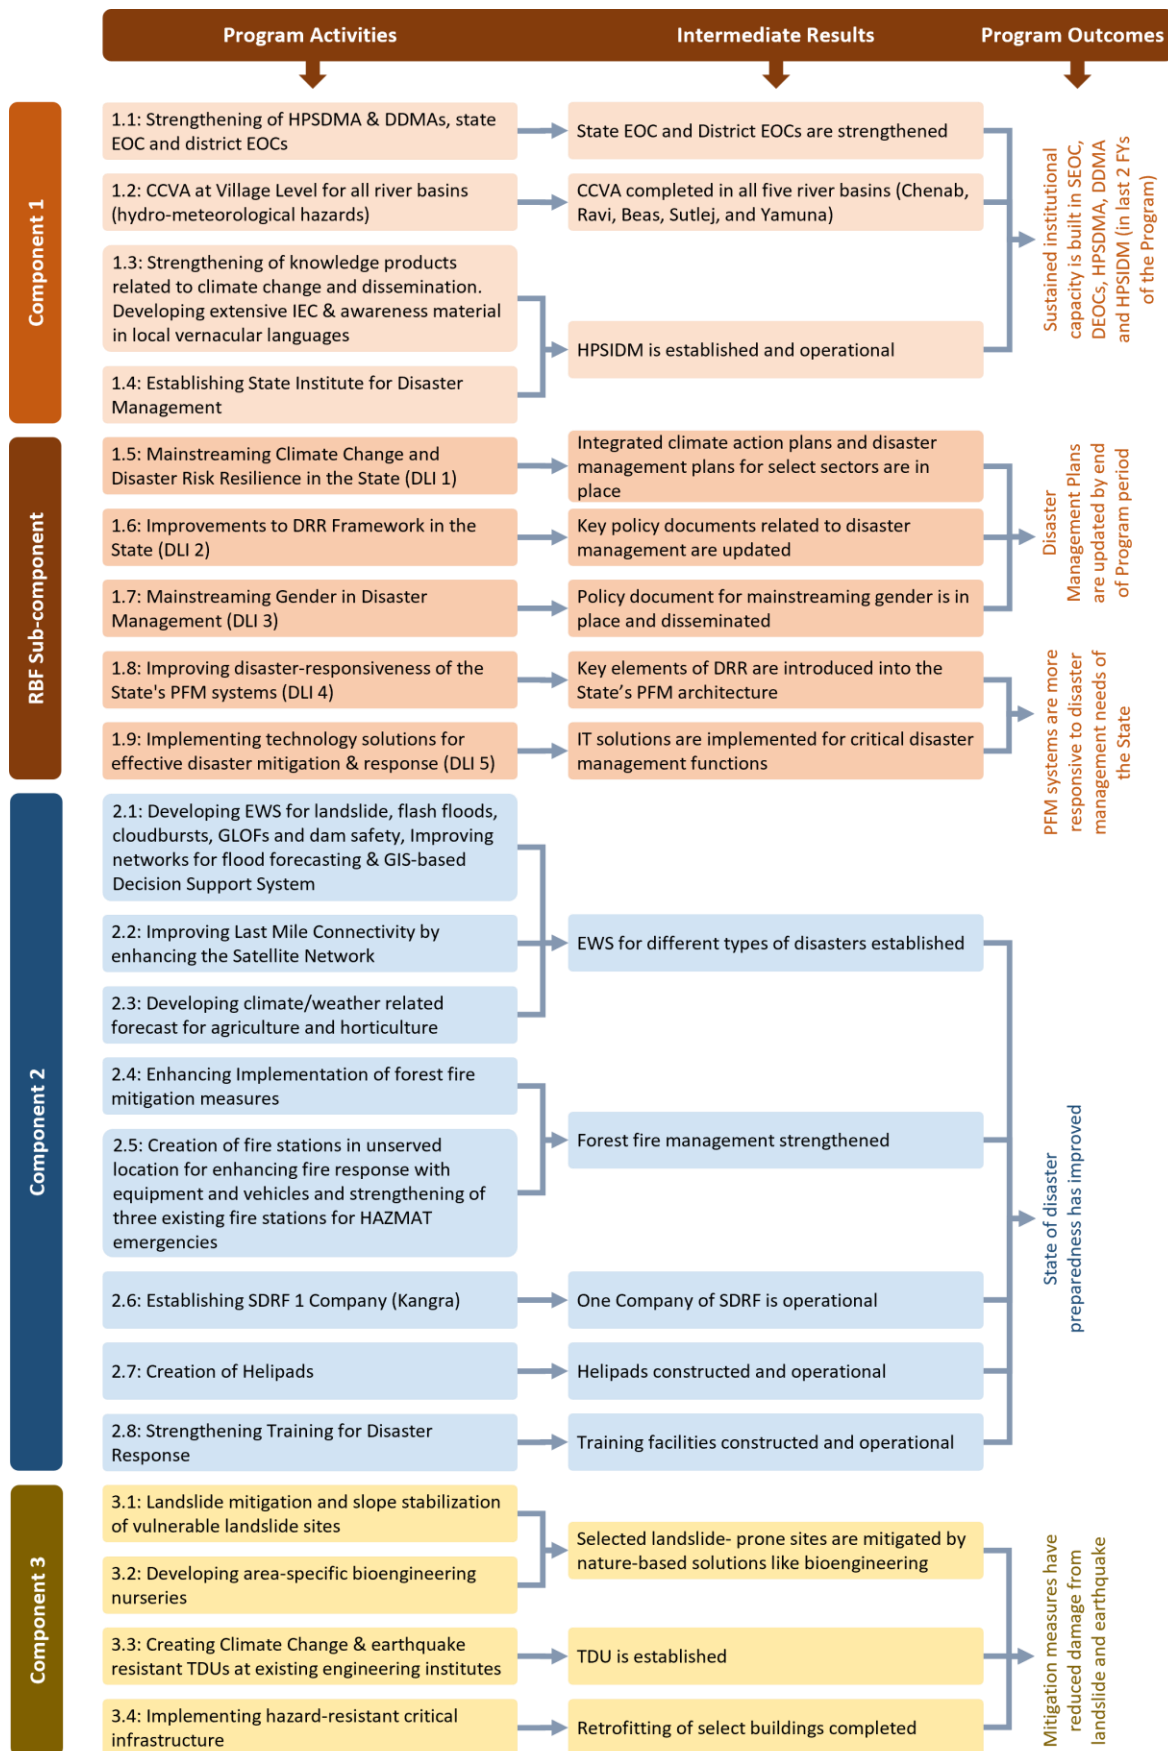 Program Activities
Intermediate Results
Program Outcomes
Component 1
1.1: Strengthening of HPSDMA & DDMAs, state
EOC and district EOCs
State EOC and District EOCs are strengthened
1.2: CCVA at Village Level for all river basins
(hydro-meteorological hazards)
CCVA completed in all five river basins (Chenab,
Ravi, Beas, Sutlej, and Yamuna)
1.3: Strengthening of knowledge products
related to climate change and dissemination.
Developing extensive IEC & awareness material
in local vernacular languages
1.4: Establishing State Institute for Disaster
Management
HPSIDM is established and operational
Sustained institutional
capacity is built in SEOC,
DEOCs, HPSDMA, DDMA
and HPSIDM (in last 2 FYs
of the Program)
RBF Sub-component
1.5: Mainstreaming Climate Change and
Disaster Risk Resilience in the State (DLI 1)
Integrated climate action plans and disaster
management plans for select sectors are in
place
1.6: Improvements to DRR Framework in the
State (DLI 2)
Key policy documents related to disaster
management are updated
1.7: Mainstreaming Gender in Disaster
Management (DLI 3)
Policy document for mainstreaming gender is in
place and disseminated
Disaster
Management Plans
are updated by end
of Program period
1.8: Improving disaster-responsiveness of the
State's PFM systems (DLI 4)
Key elements of DRR are introduced into the
State’s PFM architecture
1.9: Implementing technology solutions for
effective disaster mitigation & response (DLI 5)
IT solutions are implemented for critical disaster
management functions
PFM systems are more
responsive to disaster
management needs of
the State
Component 2
2.1: Developing EWS for landslide, flash floods,
cloudbursts, GLOFs and dam safety, Improving
networks for flood forecasting & GIS-based
Decision Support System
2.2: Improving Last Mile Connectivity by
enhancing the Satellite Network
2.3: Developing climate/weather related
forecast for agriculture and horticulture
EWS for different types of disasters established
2.4: Enhancing Implementation of forest fire
mitigation measures
2.5: Creation of fire stations in unserved
location for enhancing fire response with
equipment and vehicles and strengthening of
three existing fire stations for HAZMAT
emergencies
Forest fire management strengthened
2.6: Establishing SDRF 1 Company (Kangra)
One Company of SDRF is operational
2.7: Creation of Helipads
Helipads constructed and operational
2.8: Strengthening Training for Disaster
Response
Training facilities constructed and operational
State of disaster
preparedness has improved
Component 3
3.1: Landslide mitigation and slope stabilization
of vulnerable landslide sites
3.2: Developing area-specific bioengineering
nurseries
Selected landslide- prone sites are mitigated by
nature-based solutions like bioengineering
3.3: Creating Climate Change & earthquake
resistant TDUs at existing engineering institutes
TDU is established
3.4: Implementing hazard-resistant critical
infrastructure
Retrofitting of select buildings completed
Mitigation measures have
reduced damage from
landslide and earthquake